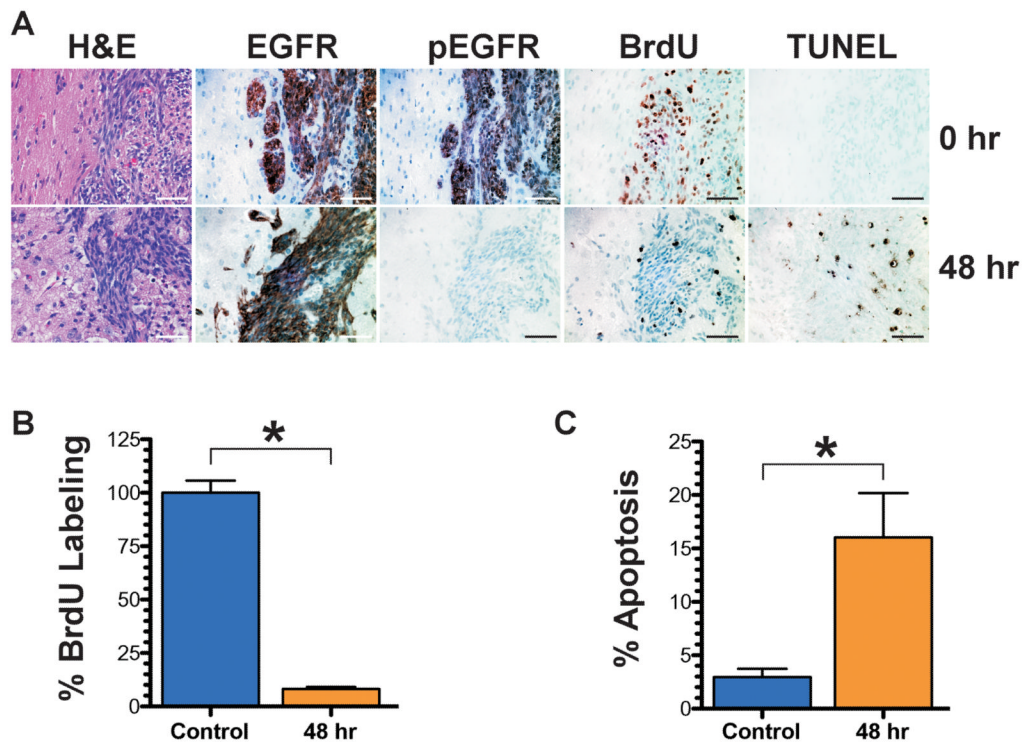 A
H&E EGFR pEGFR BrdU TUNEL
0 hr
48 hr
B
% BrdU Labeling
125
100
75
50
25
0
*
Control 48 hr
C
% Apoptosis
25
20
15
10
5
0
*
Control 48 hr